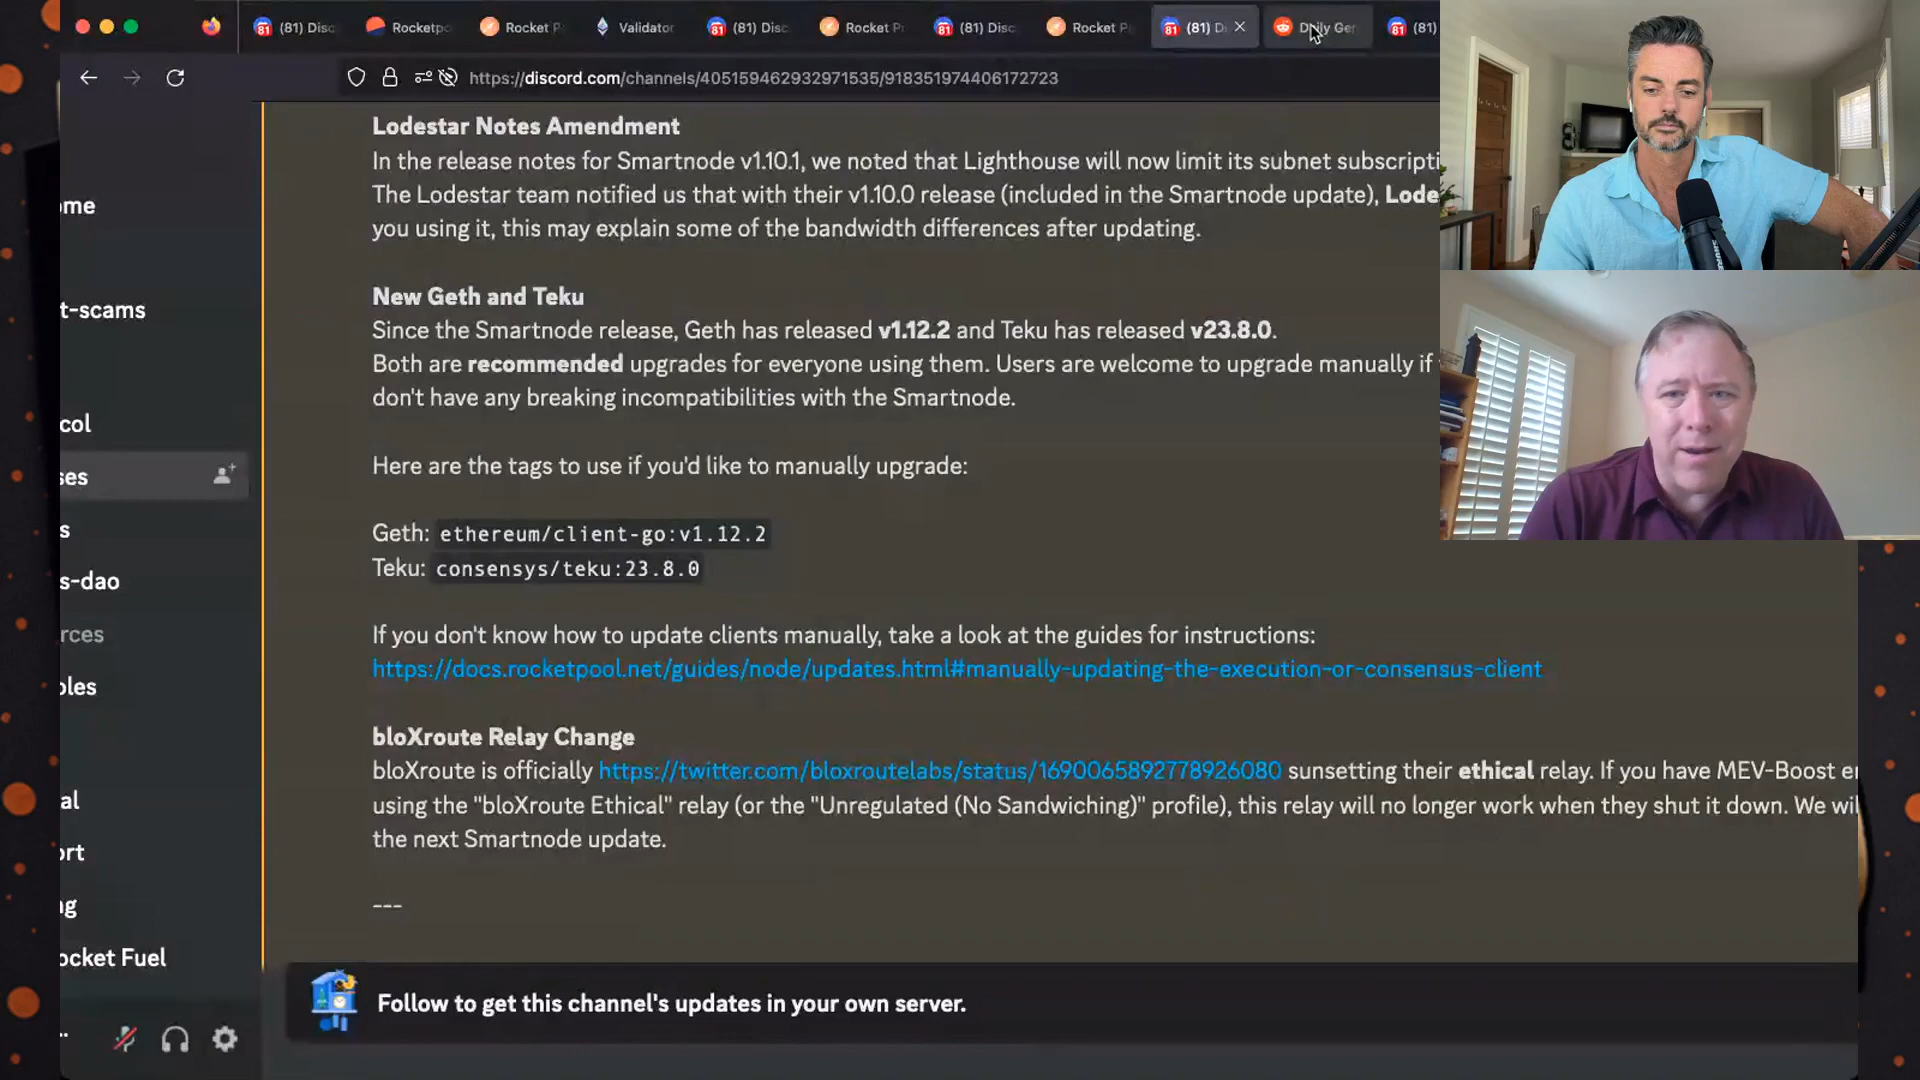 (81) Disc
Rocketpo
Rocket P
Validator
(81) Disc
Rocket P
(81) Disc
Rocket P
(81) Di
Daily Gen
(81)
https://discord.com/channels/405159462932971535/918351974406172723
Lodestar Notes Amendment
In the release notes for Smartnode v1.10.1, we noted that Lighthouse will now limit its subnet subscripti
The Lodestar team notified us that with their v1.10.0 release (included in the Smartnode update), Lode
you using it, this may explain some of the bandwidth differences after updating.
New Geth and Teku
Since the Smartnode release, Geth has released v1.12.2 and Teku has released v23.8.0.
Both are recommended upgrades for everyone using them. Users are welcome to upgrade manually if
don't have any breaking incompatibilities with the Smartnode.
Here are the tags to use if you'd like to manually upgrade:
Geth: ethereum/client-go:v1.12.2
Teku: consensys/teku:23.8.0
If you don't know how to update clients manually, take a look at the guides for instructions:
https://docs.rocketpool.net/guides/node/updates.html#manually-updating-the-execution-or-consensus-client
bloXroute Relay Change
bloXroute is officially https://twitter.com/bloxroutelabs/status/1690065892778926080 sunsetting their ethical relay. If you have MEV-Boost en
using the "bloXroute Ethical" relay (or the "Unregulated (No Sandwiching)" profile), this relay will no longer work when they shut it down. We wil
the next Smartnode update.
---
Follow to get this channel's updates in your own server.
ome
t-scams
col
ses
s
s-dao
rces
oles
al
ort
ng
ocket Fuel